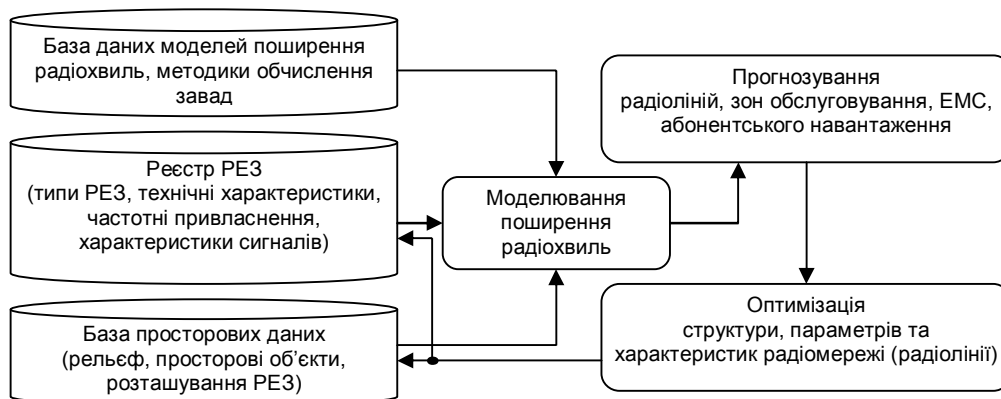 База даних моделей поширення
радіохвиль, методики обчислення
завад
Реєстр РЕЗ
(типи РЕЗ, технічні характеристики,
частотні привласнення,
характеристики сигналів)
База просторових даних
(рельєф, просторові об’єкти,
розташування РЕЗ)
Моделювання
поширення
радіохвиль
Прогнозування
радіоліній, зон обслуговування, ЕМС,
абонентського навантаження
Оптимізація
структури, параметрів та
характеристик радіомережі (радіолінії)